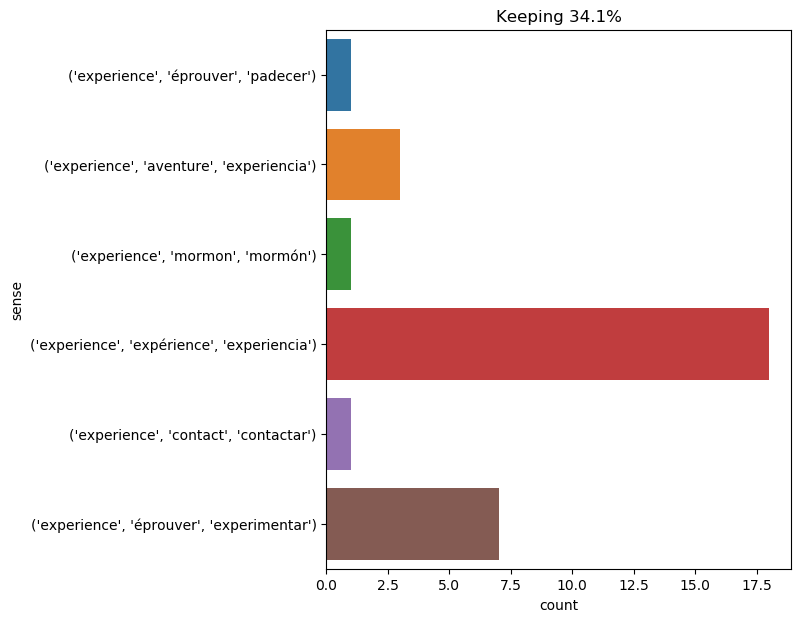 Keeping 34.1%
sense
('experience', 'éprouver', 'padecer')
('experience', 'aventure', 'experiencia')
('experience', 'mormon', 'mormón')
('experience', 'expérience', 'experiencia')
('experience', 'contact', 'contactar')
('experience', 'éprouver', 'experimentar')
0.0 2.5 5.0 7.5 10.0 12.5 15.0 17.5
count